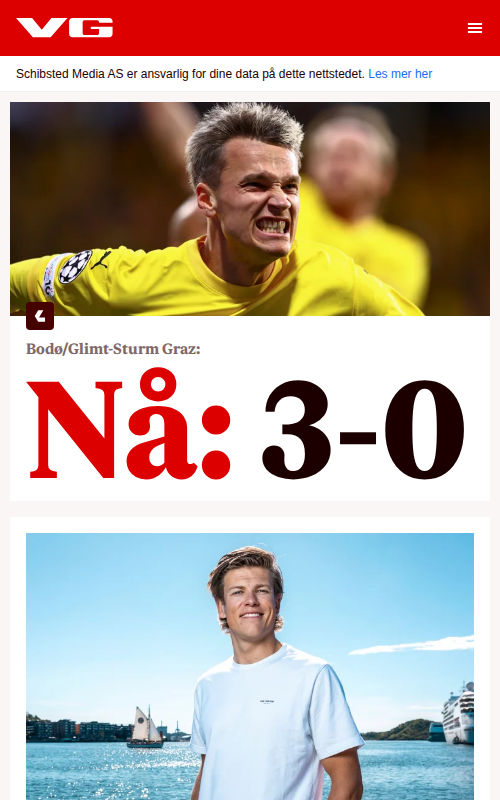 VG
Schibsted Media AS er ansvarlig for dine data på dette nettstedet. Les mer her
Bodø/Glimt-Sturm Graz:
Nå: 3-0